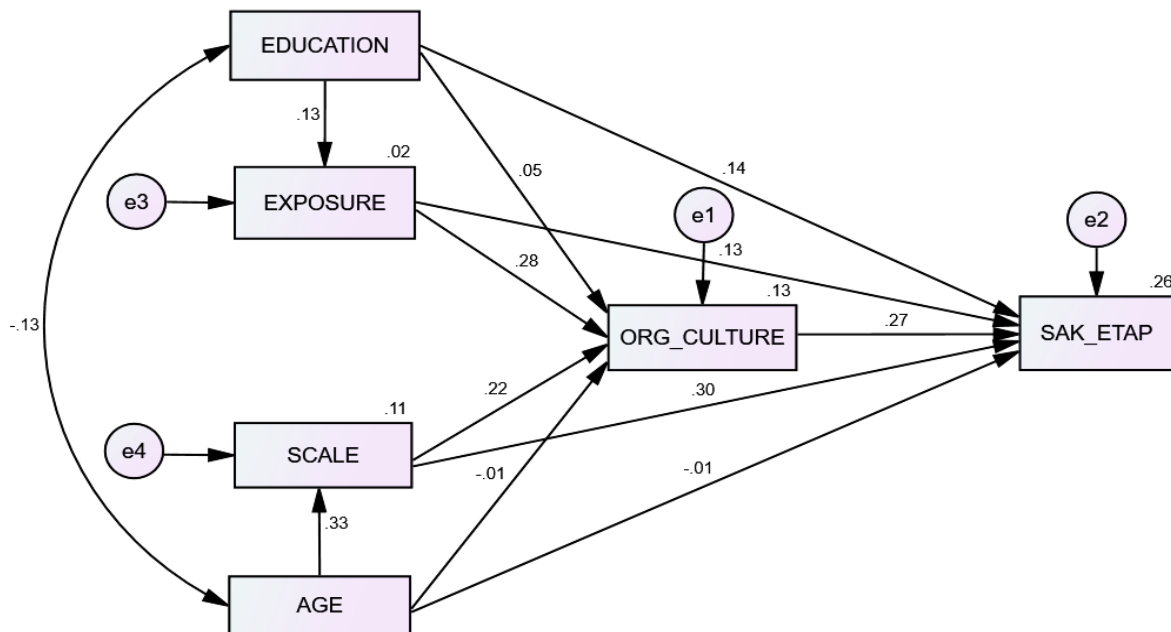 EDUCATION
.13
.02
EXPOSURE
e3
.05
.14
e1
e2
.13
.28
.13
.26
ORG_CULTURE
.27
SAK_ETAP
-.13
.22
.30
.11
e4
SCALE
-.01
-.01
.33
AGE